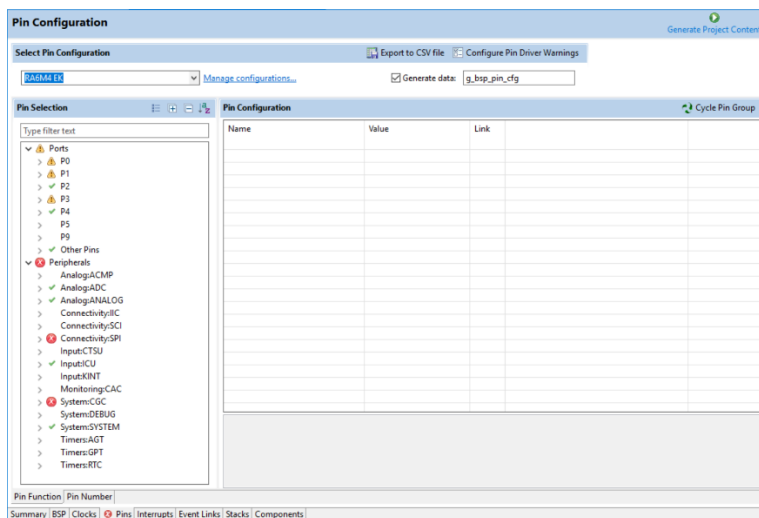 Pin Configuration
Generate Project Content
Select Pin Configuration
Export to CSV file
Configure Pin Driver Warnings
RA6M4 EK
Manage configurations...
Generate data:
g_bsp_pin_cfg
Pin Selection
Pin Configuration
Cycle Pin Group
Type filter text
Name Value Link
Ports
P0
P1
P2
P3
P4
P5
P9
Other Pins
Peripherals
Analog:ACMP
Analog:ADC
Analog:ANALOG
Connectivity:IIC
Connectivity:SCI
Connectivity:SPI
Input:CTSU
Input:ICU
Input:KINT
Monitoring:CAC
System:CGC
System:DEBUG
System:SYSTEM
Timers:AGT
Timers:GPT
Timers:RTC
Pin Function Pin Number
Summary BSP Clocks Pins Interrupts Event Links Stacks Components